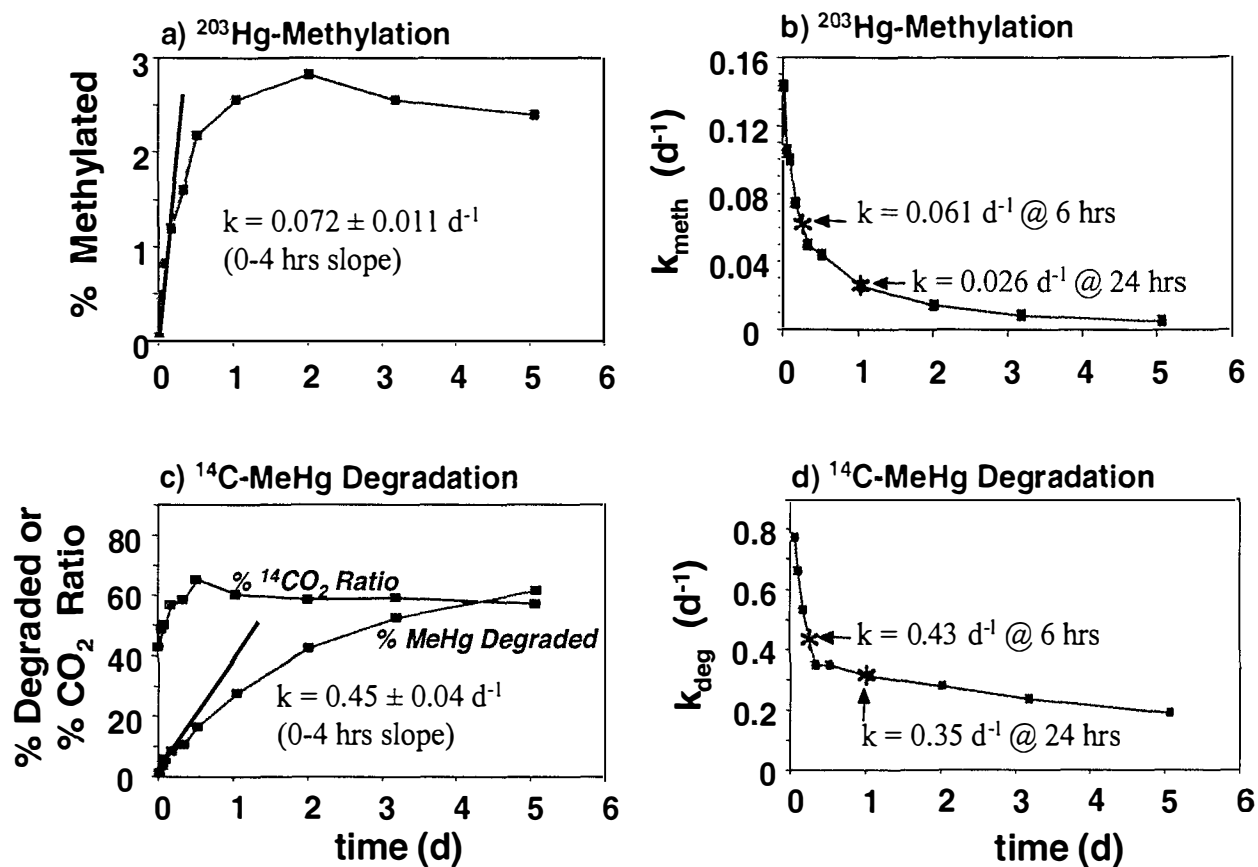 a) ²⁰³Hg-Methylation
% Methylated
3
2
1
0
k = 0.072 ± 0.011 d⁻¹
(0-4 hrs slope)
0 1 2 3 4 5 6
b) ²⁰³Hg-Methylation
k_meth (d⁻¹)
0.16
0.12
0.08
0.04
0
k = 0.061 d⁻¹ @ 6 hrs
k = 0.026 d⁻¹ @ 24 hrs
0 1 2 3 4 5 6
c) ¹⁴C-MeHg Degradation
% Degraded or
% CO₂ Ratio
80
60
40
20
0
% ¹⁴CO₂ Ratio
% MeHg Degraded
k = 0.45 ± 0.04 d⁻¹
(0-4 hrs slope)
0 1 2 3 4 5 6
time (d)
d) ¹⁴C-MeHg Degradation
k_deg (d⁻¹)
0.8
0.6
0.4
0.2
0
k = 0.43 d⁻¹ @ 6 hrs
k = 0.35 d⁻¹ @ 24 hrs
0 1 2 3 4 5 6
time (d)